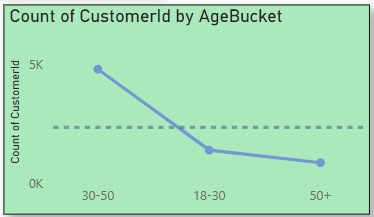 Count of CustomerId by AgeBucket
Count of CustomerId
5K
0K
30-50 18-30 50+